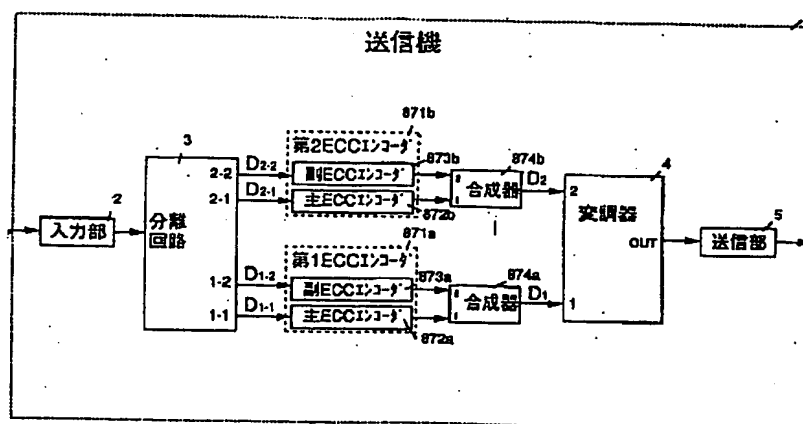 送信機
871b
第2ECCエンコーダ
873b
874b
3
4
2-2
D2-2
副ECCエンコーダ
2
合成器
D2
2
変調器
2-1
D2-1
主ECCエンコーダ
1
872b
2
入力部
分離
回路
871a
OUT
5
送信部
第1ECCエンコーダ
873a
874a
1-2
D1-2
副ECCエンコーダ
合成器
D1
1
1-1
D1-1
主ECCエンコーダ
1
872a